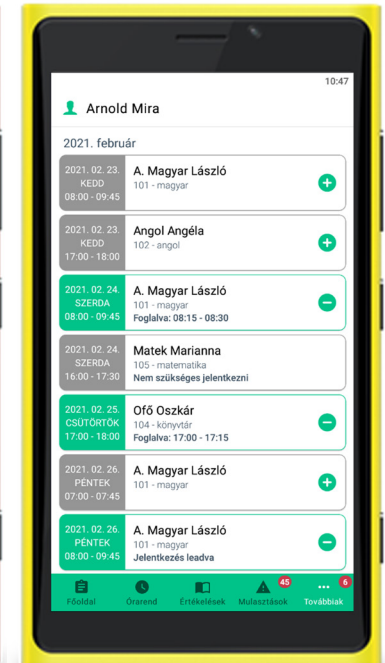 10:47
Arnold Mira
2021. február
2021. 02. 23.
KEDD
08:00 - 09:45
A. Magyar László
101 - magyar
2021. 02. 23.
KEDD
17:00 - 18:00
Angol Angéla
102 - angol
2021. 02. 24.
SZERDA
08:00 - 09:45
A. Magyar László
101 - magyar
Foglalva: 08:15 - 08:30
2021. 02. 24.
SZERDA
16:00 - 17:30
Matek Marianna
105 - matematika
Nem szükséges jelentkezni
2021. 02. 25.
CSÜTÖRTÖK
17:00 - 18:00
Ofő Oszkár
104 - könyvtár
Foglalva: 17:00 - 17:15
2021. 02. 26.
PÉNTEK
07:00 - 07:45
A. Magyar László
101 - magyar
2021. 02. 26.
PÉNTEK
08:00 - 09:45
A. Magyar László
101 - magyar
Jelentkezés leadva
45
6
Főoldal
Órarend
Értékelések
Mulasztások
Továbbiak